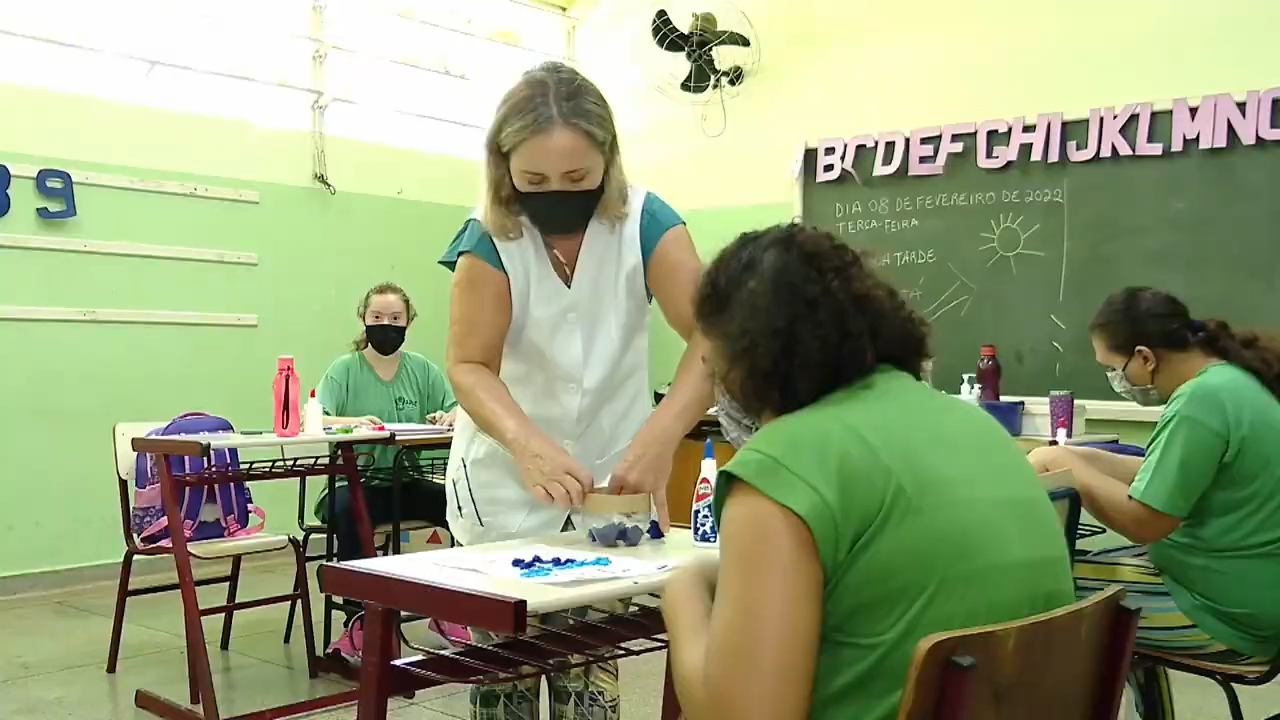 BCDEFGHIJKLMNO
89
DIA 08 DE FEVEREIRO DE 2022
TERÇA-FEIRA
TARDE